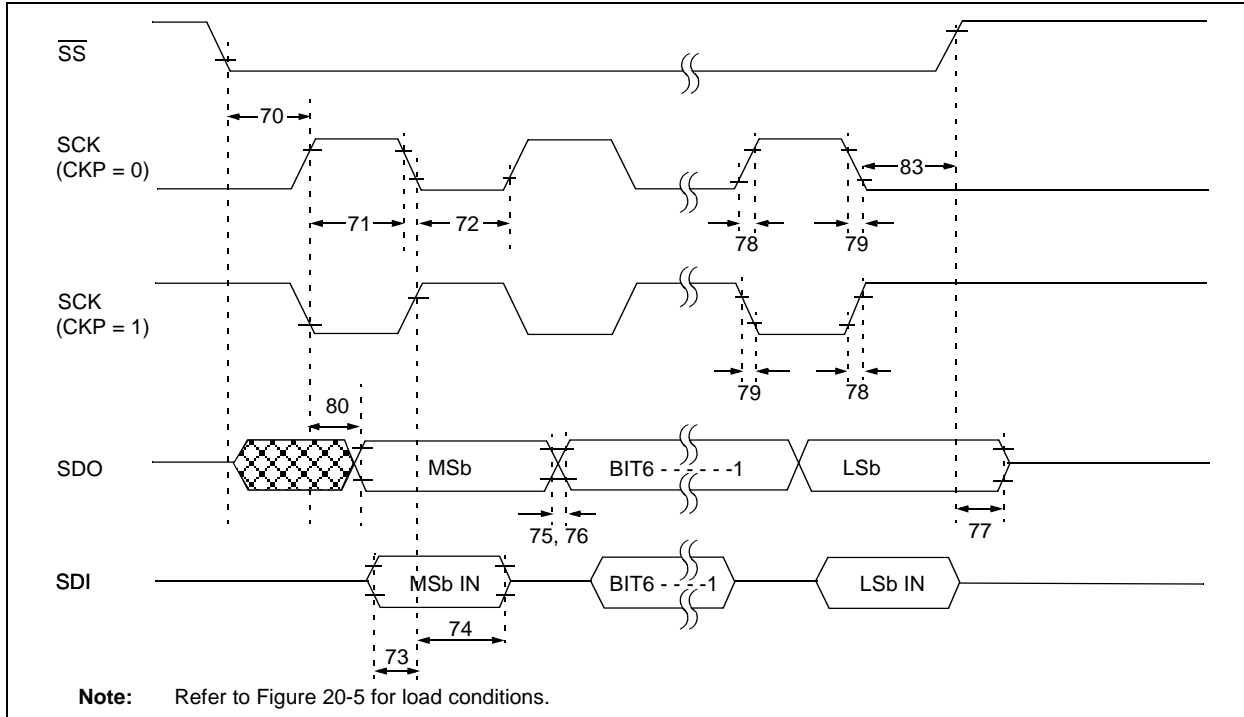 SS
70
SCK
(CKP = 0)
83
71
72
78
79
SCK
(CKP = 1)
79
78
80
SDO
MSb
BIT6 - - - - - -1
LSb
75, 76
77
SDI
MSb IN
BIT6 - - - -1
LSb IN
74
73
Note: Refer to Figure 20-5 for load conditions.